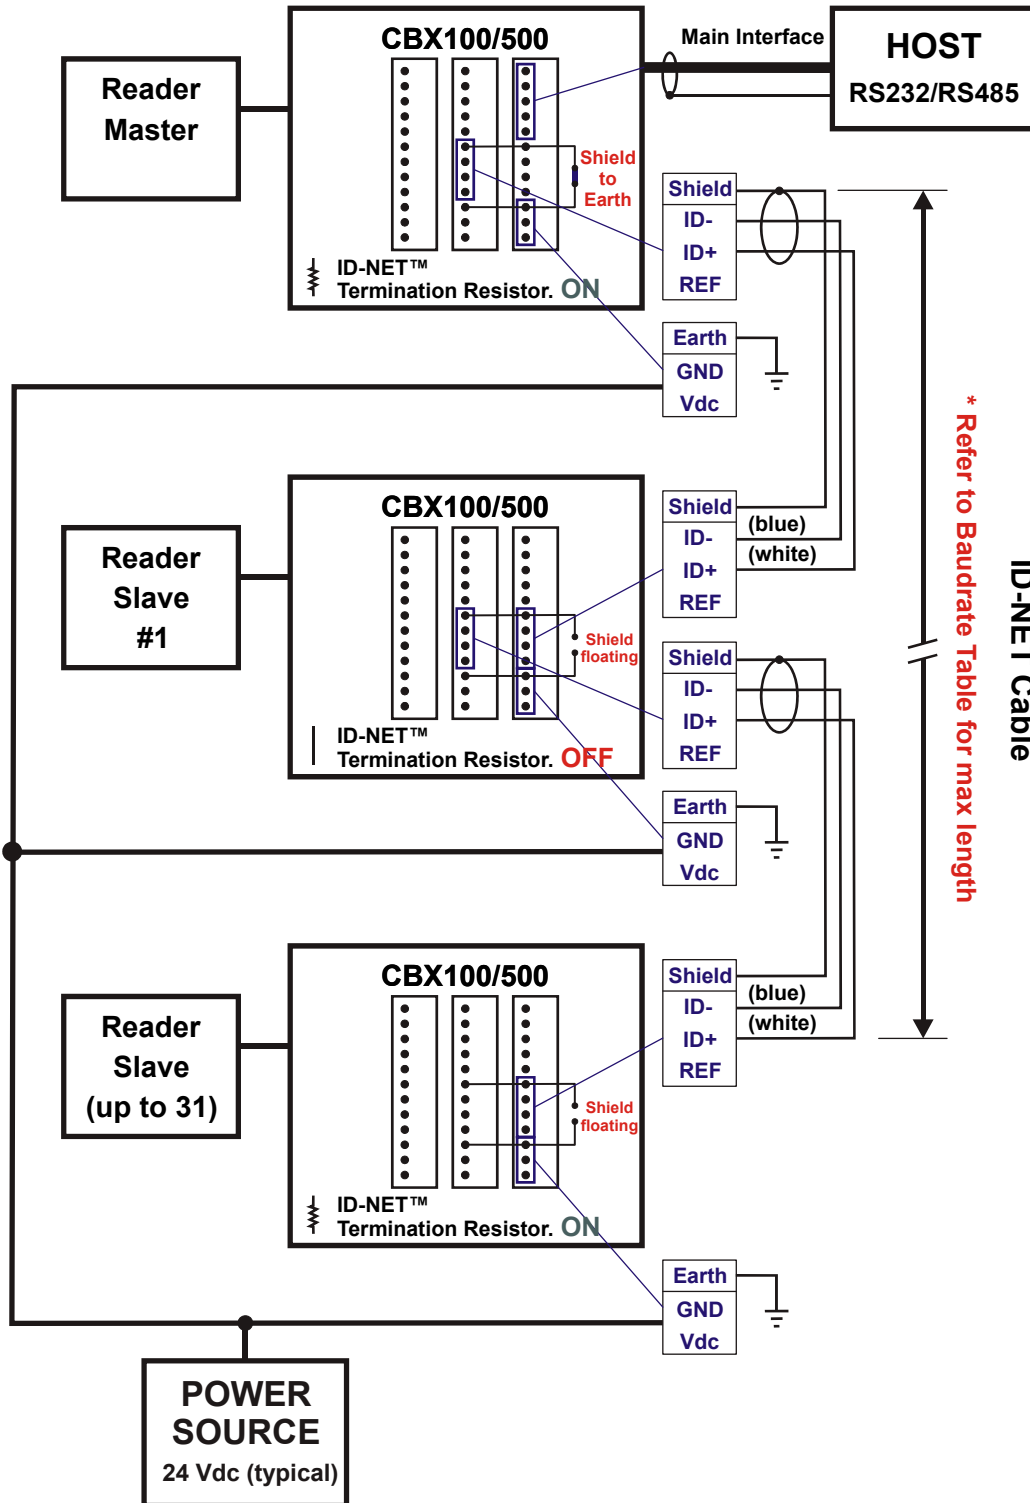 CBX100/500
Main Interface
HOST
RS232/RS485
Reader
Master
Shield
to
Earth
Shield
ID-
ID+
REF
ID-NET™
Termination Resistor. ON
Earth
GND
Vdc
CBX100/500
Reader
Slave
#1
Shield
floating
Shield
(blue)
ID-
(white)
ID+
REF
Shield
ID-
ID+
REF
ID-NET™
Termination Resistor. OFF
Earth
GND
Vdc
ID-NET Cable
* Refer to Baudrate Table for max length
CBX100/500
Reader
Slave
(up to 31)
Shield
floating
Shield
(blue)
ID-
(white)
ID+
REF
ID-NET™
Termination Resistor. ON
Earth
GND
Vdc
POWER
SOURCE
24 Vdc (typical)